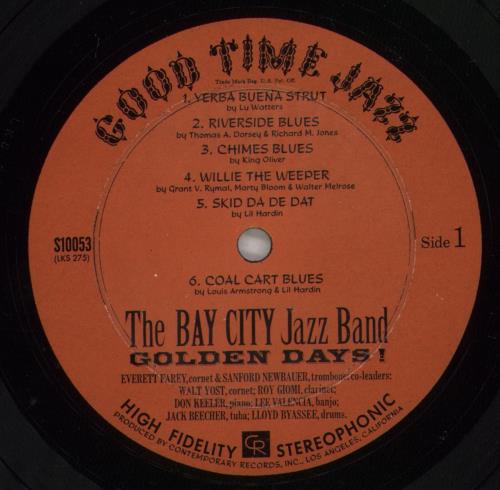 GOOD TIME JAZZ
Trade Mark Reg. U.S. Pat. Off.
1. YERBA BUENA STRUT
by Lu Watters
2. RIVERSIDE BLUES
by Thomas A. Dorsey & Richard M. Jones
3. CHIMES BLUES
by King Oliver
4. WILLIE THE WEEPER
by Grant V. Rymal, Marty Bloom & Walter Melrose
5. SKID DA DE DAT
by Lil Hardin
S10053
(LKS 275)
Side 1
6. COAL CART BLUES
by Louis Armstrong & Lil Hardin
The BAY CITY Jazz Band
GOLDEN DAYS!
EVERETT FAREY, cornet & SANFORD NEWBAUER, trombone: co-leaders:
WALT YOST, cornet; ROY GIOMI, clarinet;
DON KEELER, piano; LEE VALENCIA, banjo;
JACK BEECHER, tuba; LLOYD BYASSEE, drums.
HIGH FIDELITY CR STEREOPHONIC
PRODUCED BY CONTEMPORARY RECORDS, INC., LOS ANGELES, CALIFORNIA